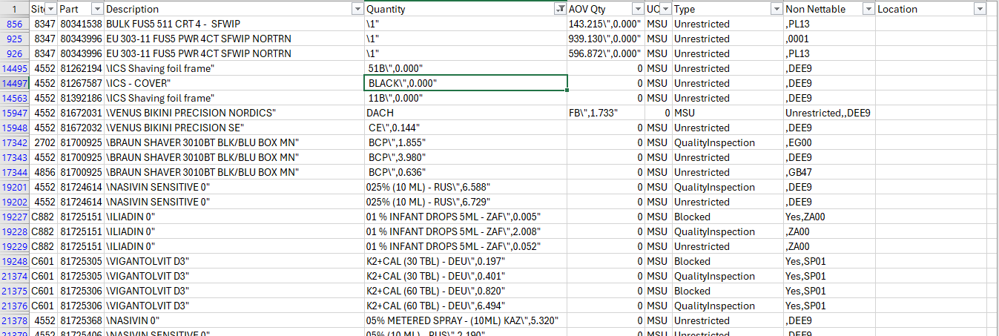 1 Site Part Description Quantity AOV Qty UO Type Non Nettable Location
856 8347 80341538 BULK FUS5 511 CRT 4 - SFWIP \1" 143.215\",0.000" MSU Unrestricted ,PL13
925 8347 80343996 EU 303-11 FUS5 PWR 4CT SFWIP NORTRN \1" 939.130\",0.000" MSU Unrestricted ,0001
926 8347 80343996 EU 303-11 FUS5 PWR 4CT SFWIP NORTRN \1" 596.872\",0.000" MSU Unrestricted ,PL13
14495 4552 81262194 \ICS Shaving foil frame" 51B\",0.000" 0 MSU Unrestricted ,DEE9
14497 4552 81267587 \ICS - COVER" BLACK\",0.000" 0 MSU Unrestricted ,DEE9
14563 4552 81392186 \ICS Shaving foil frame" 11B\",0.000" 0 MSU Unrestricted ,DEE9
15947 4552 81672031 \VENUS BIKINI PRECISION NORDICS" DACH FB\",1.733" 0 MSU Unrestricted,,DEE9
15948 4552 81672032 \VENUS BIKINI PRECISION SE" CE\",0.144" 0 MSU Unrestricted ,DEE9
17342 2702 81700925 \BRAUN SHAVER 3010BT BLK/BLU BOX MN" BCP\",1.855" 0 MSU QualityInspection ,EG00
17343 4552 81700925 \BRAUN SHAVER 3010BT BLK/BLU BOX MN" BCP\",3.980" 0 MSU Unrestricted ,DEE9
17344 4856 81700925 \BRAUN SHAVER 3010BT BLK/BLU BOX MN" BCP\",0.636" 0 MSU Unrestricted ,GB47
19201 4552 81724614 \NASIVIN SENSITIVE 0" 025% (10 ML) - RUS\",6.588" 0 MSU QualityInspection ,DEE9
19202 4552 81724614 \NASIVIN SENSITIVE 0" 025% (10 ML) - RUS\",6.729" 0 MSU Unrestricted ,DEE9
19227 C882 81725151 \ILIADIN 0" 01 % INFANT DROPS 5ML - ZAF\",0.005" 0 MSU Blocked Yes,ZA00
19228 C882 81725151 \ILIADIN 0" 01 % INFANT DROPS 5ML - ZAF\",2.008" 0 MSU QualityInspection ,ZA00
19229 C882 81725151 \ILIADIN 0" 01 % INFANT DROPS 5ML - ZAF\",0.052" 0 MSU Unrestricted ,ZA00
19248 C601 81725305 \VIGANTOLVIT D3" K2+CAL (30 TBL) - DEU\",0.197" 0 MSU Blocked Yes,SP01
21374 C601 81725305 \VIGANTOLVIT D3" K2+CAL (30 TBL) - DEU\",0.401" 0 MSU QualityInspection Yes,SP01
21375 C601 81725306 \VIGANTOLVIT D3" K2+CAL (60 TBL) - DEU\",0.820" 0 MSU Blocked Yes,SP01
21376 C601 81725306 \VIGANTOLVIT D3" K2+CAL (60 TBL) - DEU\",6.494" 0 MSU QualityInspection Yes,SP01
21378 4552 81725368 \NASIVIN 0" 05% METERED SPRAY - (10ML) KAZ\",5.320" 0 MSU Unrestricted ,DEE9
21379 4552 81725406 \NASIVIN SENSITIVE 0" 05% (10 ML) - RUS\",2.190" 0 MSU Unrestricted ,DEE9